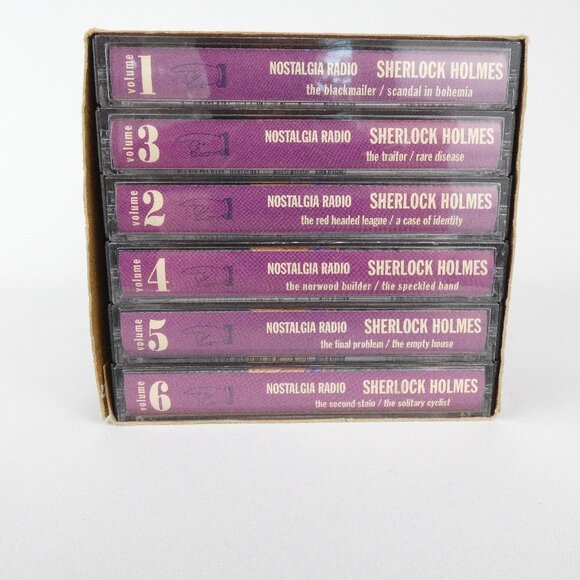 volume 1 NOSTALGIA RADIO SHERLOCK HOLMES
the blackmailer / scandal in bohemia
volume 3 NOSTALGIA RADIO SHERLOCK HOLMES
the traitor / rare disease
volume 2 NOSTALGIA RADIO SHERLOCK HOLMES
the red headed league / a case of identity
volume 4 NOSTALGIA RADIO SHERLOCK HOLMES
the norwood builder / the speckled band
volume 5 NOSTALGIA RADIO SHERLOCK HOLMES
the final problem / the empty house
volume 6 NOSTALGIA RADIO SHERLOCK HOLMES
the second stain / the solitary cyclist